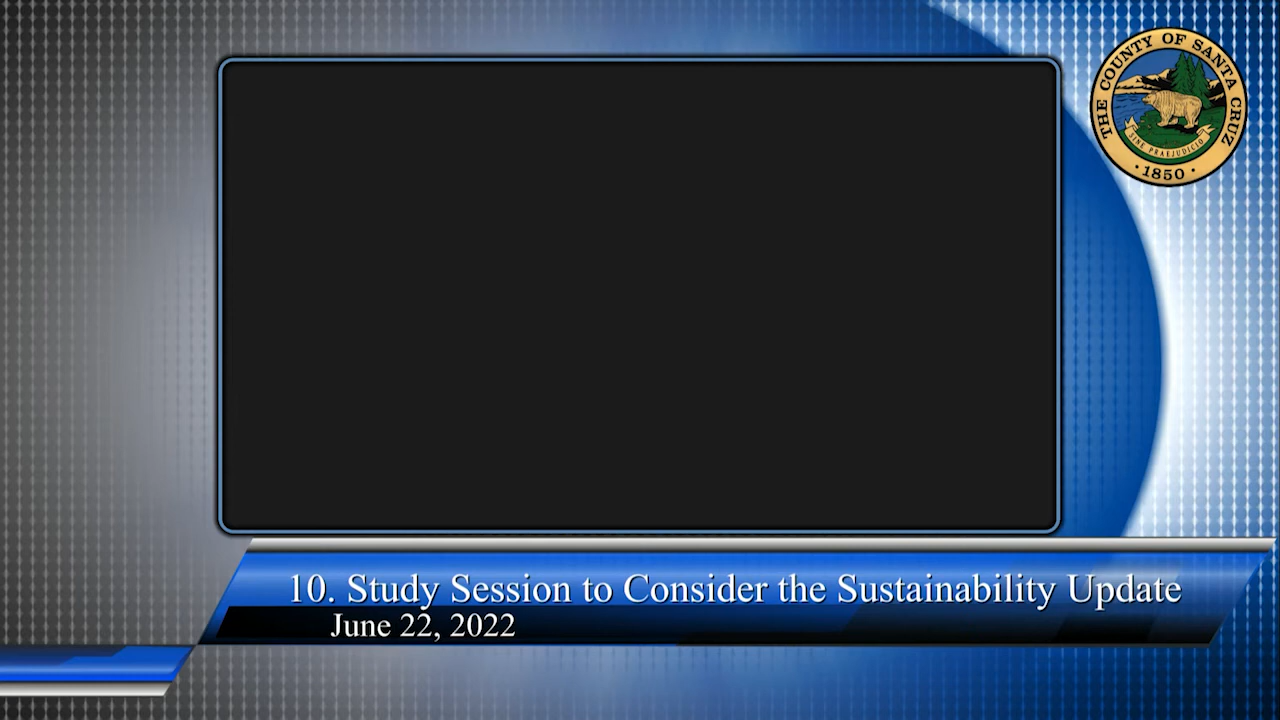 THE COUNTY OF SANTA CRUZ
SINE PRAEJUDICIO
· 1850 ·
10. Study Session to Consider the Sustainability Update
June 22, 2022